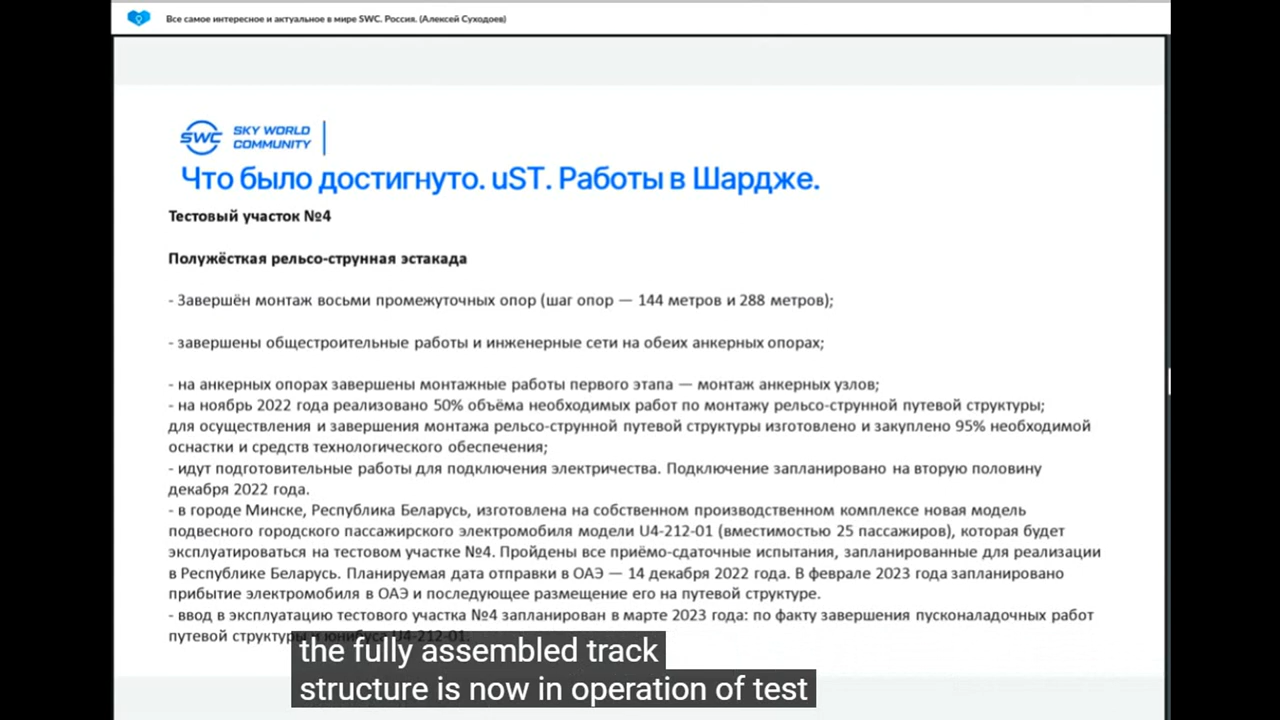 Все самое интересное и актуальное в мире SWC. Россия. (Алексей Суходоев)
SWC
SKY WORLD
COMMUNITY
Что было достигнуто. uST. Работы в Шардже.
Тестовый участок №4
Полужёсткая рельсо-струнная эстакада
- Завершён монтаж восьми промежуточных опор (шаг опор — 144 метров и 288 метров);
- завершены общестроительные работы и инженерные сети на обеих анкерных опорах;
- на анкерных опорах завершены монтажные работы первого этапа — монтаж анкерных узлов;
- на ноябрь 2022 года реализовано 50% объёма необходимых работ по монтажу рельсо-струнной путевой структуры;
для осуществления и завершения монтажа рельсо-струнной путевой структуры изготовлено и закуплено 95% необходимой
оснастки и средств технологического обеспечения;
- идут подготовительные работы для подключения электричества. Подключение запланировано на вторую половину
декабря 2022 года.
- в городе Минске, Республика Беларусь, изготовлена на собственном производственном комплексе новая модель
подвесного городского пассажирского электромобиля модели U4-212-01 (вместимостью 25 пассажиров), которая будет
эксплуатироваться на тестовом участке №4. Пройдены все приёмо-сдаточные испытания, запланированные для реализации
в Республике Беларусь. Планируемая дата отправки в ОАЭ — 14 декабря 2022 года. В феврале 2023 года запланировано
прибытие электромобиля в ОАЭ и последующее размещение его на путевой структуре.
- ввод в эксплуатацию тестового участка №4 запланирован в марте 2023 года: по факту завершения пусконаладочных работ
путевой структуры и юнибуса U4-212-01.
the fully assembled track
structure is now in operation of test